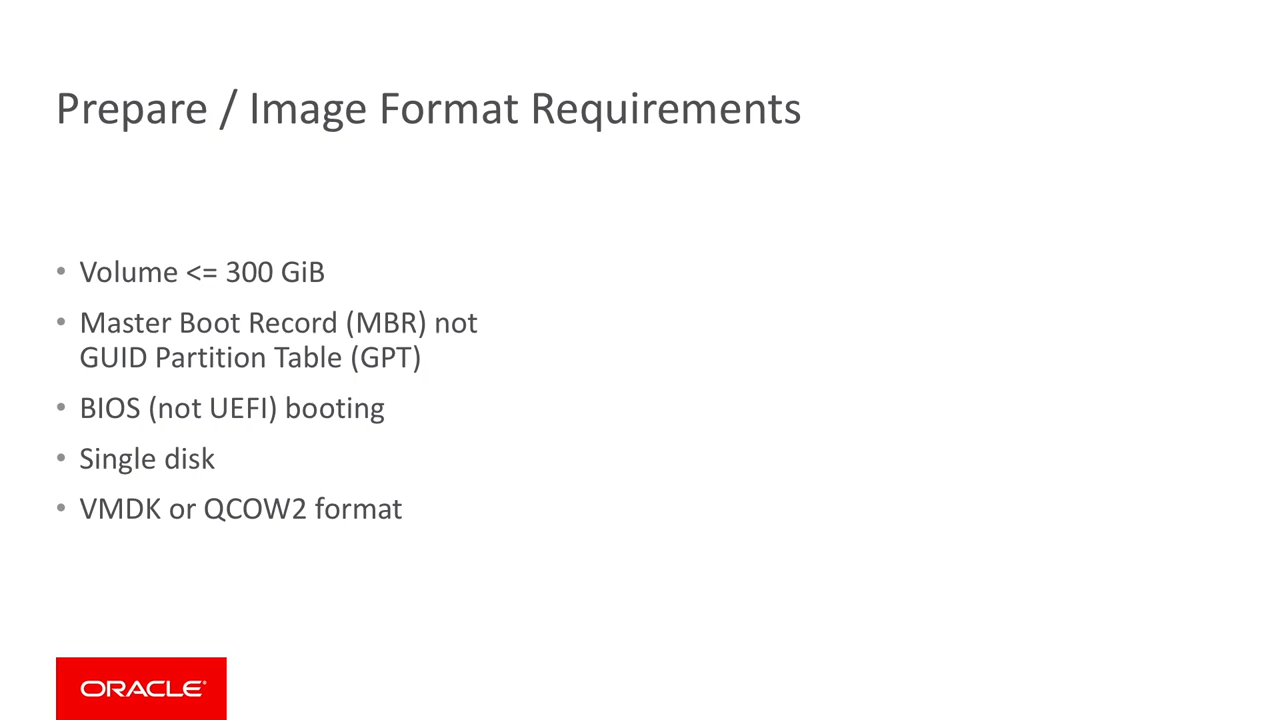 Prepare / Image Format Requirements
• Volume <= 300 GiB
• Master Boot Record (MBR) not
GUID Partition Table (GPT)
• BIOS (not UEFI) booting
• Single disk
• VMDK or QCOW2 format
ORACLE®